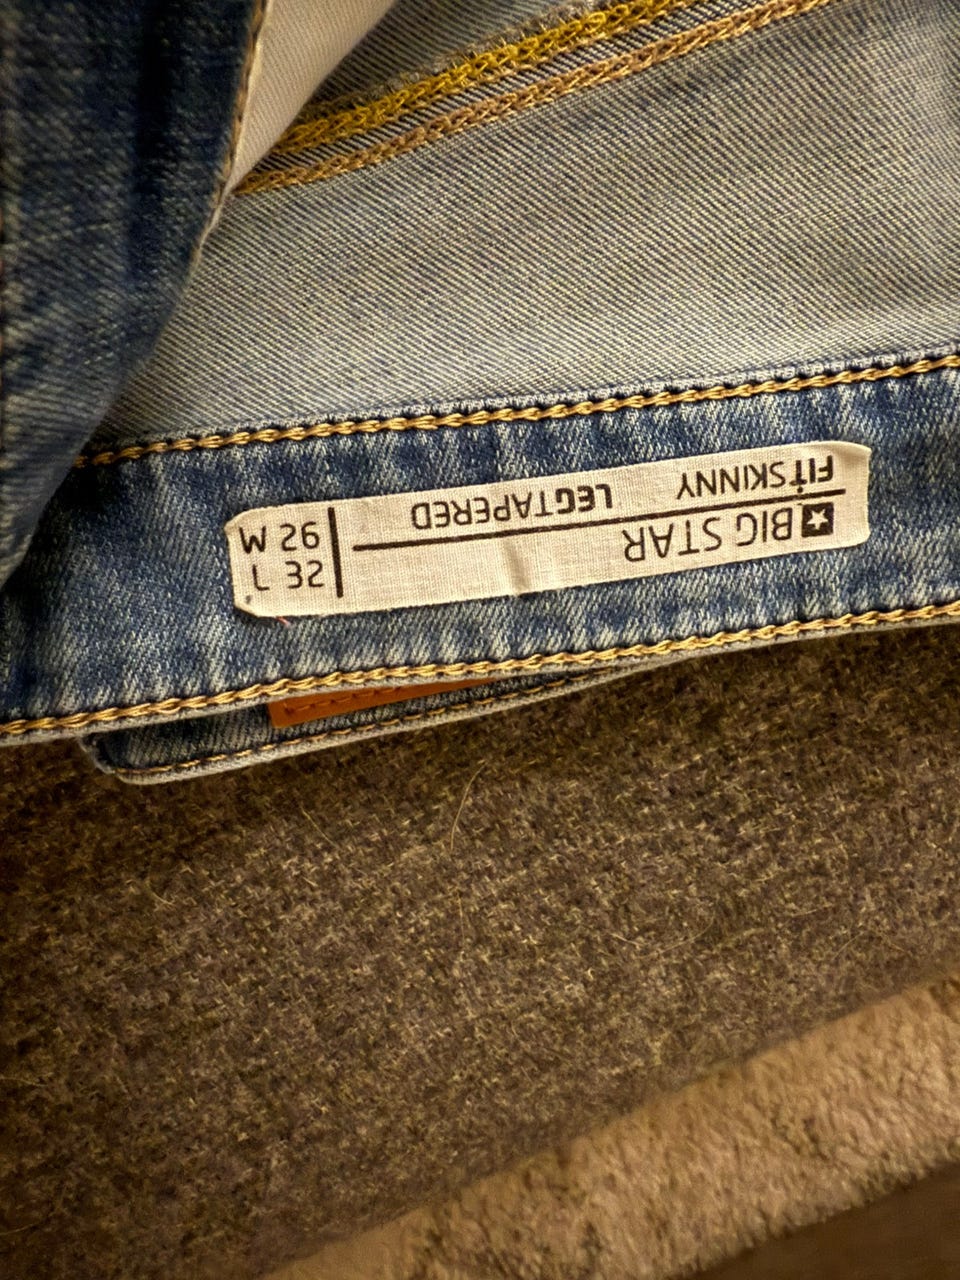 BIG STAR
FITSKINNY LEGTAPERED
W 26
L 32